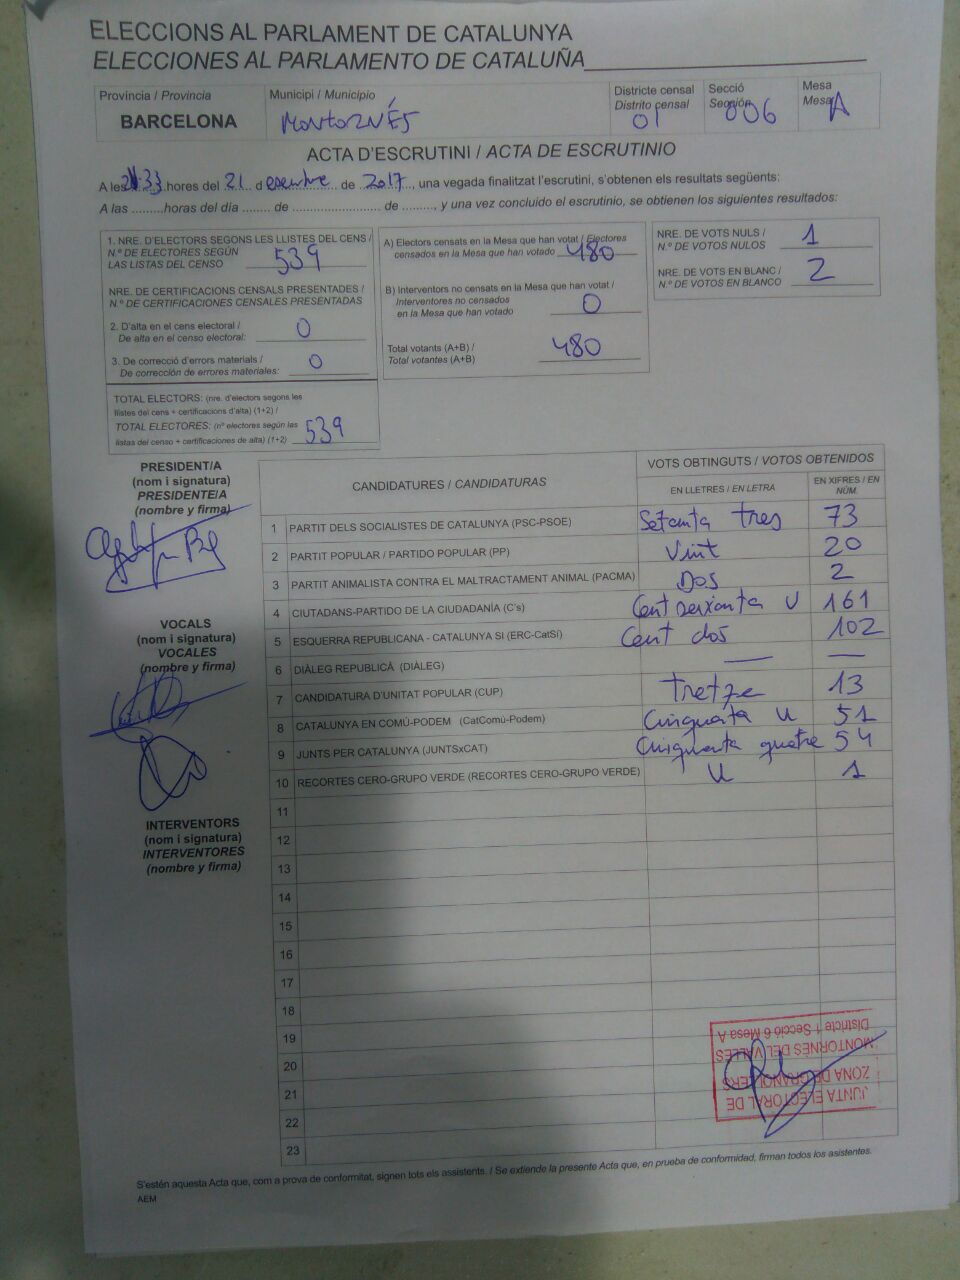 ELECCIONS AL PARLAMENT DE CATALUNYA
ELECCIONES AL PARLAMENTO DE CATALUÑA
Província / Provincia
BARCELONA
Municipi / Municipio
MONTORNÉS
Districte censal
Distrito censal
01
Secció
Sección
006
Mesa
Mesa
A
ACTA D'ESCRUTINI / ACTA DE ESCRUTINIO
A les ........ hores del 21 desembre de 2017, una vegada finalitzat l'escrutini, s'obtenen els resultats següents:
A las .........horas del día ....... de ........................ de ........, y una vez concluido el escrutinio, se obtienen los siguientes resultados:
1. NRE. D'ELECTORS SEGONS LES LLISTES DEL CENS /
N.º DE ELECTORES SEGÚN
LAS LISTAS DEL CENSO 539
NRE. DE CERTIFICACIONS CENSALS PRESENTADES /
N.º DE CERTIFICACIONES CENSALES PRESENTADAS
2. D'alta en el cens electoral /
De alta en el censo electoral: 0
3. De correcció d'errors materials /
De corrección de errores materiales: 0
TOTAL ELECTORS: (nre. d'electors segons les
llistes del cens + certificacions d'alta) (1+2) /
TOTAL ELECTORES: (nº electores según las
listas del censo + certificaciones de alta) (1+2) 539
A) Electors censats en la Mesa que han votat / Electores
censados en la Mesa que han votado 480
B) Interventors no censats en la Mesa que han votat /
Interventores no censados
en la Mesa que han votado 0
Total votants (A+B) /
Total votantes (A+B) 480
NRE. DE VOTS NULS /
N.º DE VOTOS NULOS 1
NRE. DE VOTS EN BLANC /
N.º DE VOTOS EN BLANCO 2
PRESIDENT/A
(nom i signatura)
PRESIDENTE/A
(nombre y firma)
VOCALS
(nom i signatura)
VOCALES
(nombre y firma)
INTERVENTORS
(nom i signatura)
INTERVENTORES
(nombre y firma)
CANDIDATURES / CANDIDATURAS
VOTS OBTINGUTS / VOTOS OBTENIDOS
EN LLETRES / EN LETRA
EN XIFRES / EN NÚM.
1 PARTIT DELS SOCIALISTES DE CATALUNYA (PSC-PSOE) Setanta tres 73
2 PARTIT POPULAR / PARTIDO POPULAR (PP) Vint 20
3 PARTIT ANIMALISTA CONTRA EL MALTRACTAMENT ANIMAL (PACMA) DOS 2
4 CIUTADANS-PARTIDO DE LA CIUDADANÍA (C's) Cent seixanta U 161
5 ESQUERRA REPUBLICANA - CATALUNYA SÍ (ERC-CatSí) Cent dos 102
6 DIÀLEG REPUBLICÀ (DIÀLEG) — —
7 CANDIDATURA D'UNITAT POPULAR (CUP) Tretze 13
8 CATALUNYA EN COMÚ-PODEM (CatComú-Podem) Cinquanta U 51
9 JUNTS PER CATALUNYA (JUNTSxCAT) Cinquanta quatre 54
10 RECORTES CERO-GRUPO VERDE (RECORTES CERO-GRUPO VERDE) U 1
11
12
13
14
15
16
17
18
19
20
21
22
23
JUNTA ELECTORAL DE
ZONA DE GRANOLLERS
MONTORNÈS DEL VALLÈS
Districte 1 Secció 6 Mesa A
S'estén aquesta Acta que, com a prova de conformitat, signen tots els assistents. / Se extiende la presente Acta que, en prueba de conformidad, firman todos los asistentes.
AEM